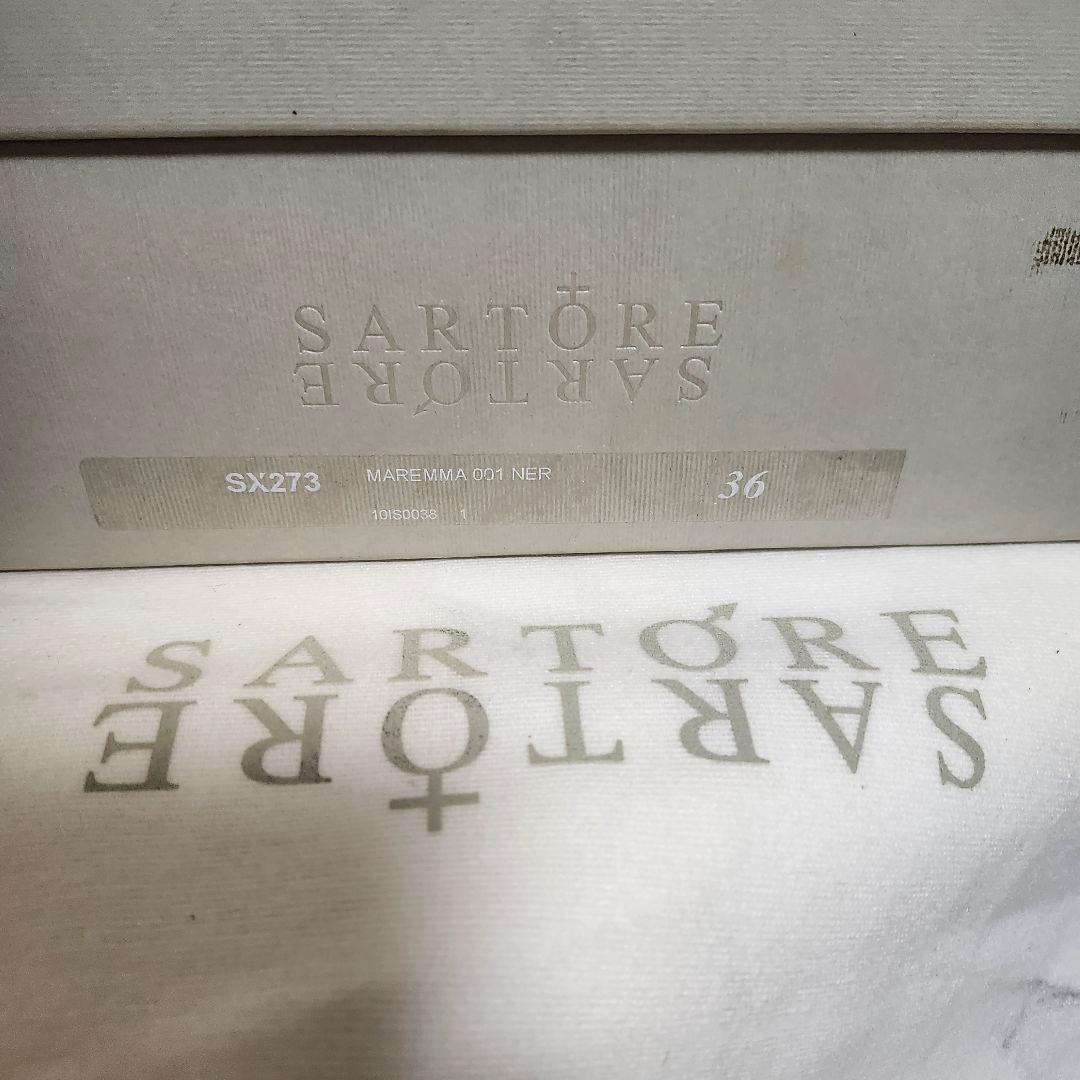 SARTORE
SARTORE
SX273 MAREMMA 001 NER 36
10IS0038 1
SARTORE
SARTORE